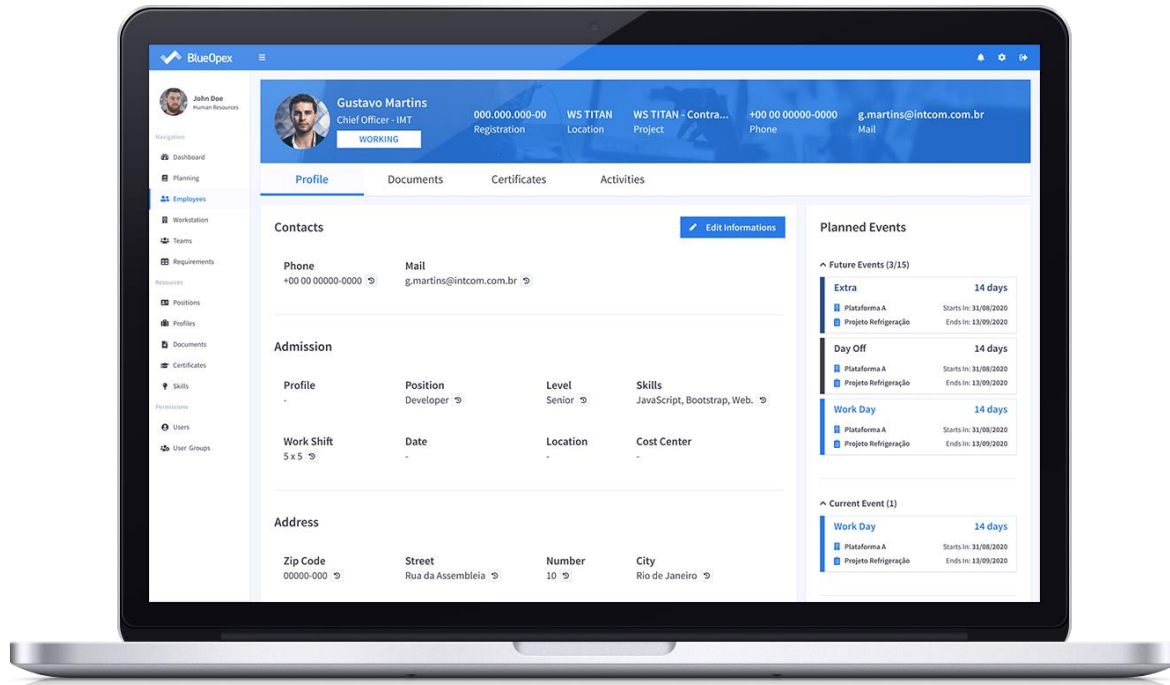 BlueOpex
John Doe
Human Resources
Navigation
Dashboard
Planning
Employees
Workstation
Teams
Requirements
Resources
Positions
Profiles
Documents
Certificates
Skills
Permissions
Users
User Groups
Gustavo Martins
Chief Officer - IMT
WORKING
000.000.000-00
Registration
WS TITAN
Location
WS TITAN - Contra...
Project
+00 00 00000-0000
Phone
g.martins@intcom.com.br
Mail
Profile Documents Certificates Activities
Contacts
Edit Informations
Phone Mail
+00 00 00000-0000 g.martins@intcom.com.br
Admission
Profile Position Level Skills
- Developer Senior JavaScript, Bootstrap, Web.
Work Shift Date Location Cost Center
5 x 5 - - -
Address
Zip Code Street Number City
00000-000 Rua da Assembleia 10 Rio de Janeiro
Planned Events
Future Events (3/15)
Extra 14 days
Plataforma A Starts In: 31/08/2020
Projeto Refrigeração Ends In: 13/09/2020
Day Off 14 days
Plataforma A Starts In: 31/08/2020
Projeto Refrigeração Ends In: 13/09/2020
Work Day 14 days
Plataforma A Starts In: 31/08/2020
Projeto Refrigeração Ends In: 13/09/2020
Current Event (1)
Work Day 14 days
Plataforma A Starts In: 31/08/2020
Projeto Refrigeração Ends In: 13/09/2020